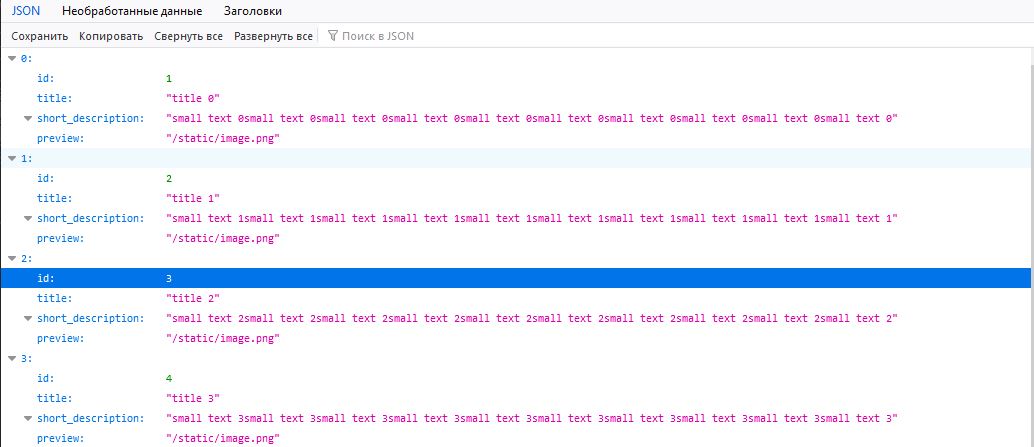 JSON Необработанные данные Заголовки
Сохранить Копировать Свернуть все Развернуть все Поиск в JSON
0:
id: 1
title: "title 0"
short_description: "small text 0small text 0small text 0small text 0small text 0small text 0small text 0small text 0small text 0small text 0"
preview: "/static/image.png"
1:
id: 2
title: "title 1"
short_description: "small text 1small text 1small text 1small text 1small text 1small text 1small text 1small text 1small text 1small text 1"
preview: "/static/image.png"
2:
id: 3
title: "title 2"
short_description: "small text 2small text 2small text 2small text 2small text 2small text 2small text 2small text 2small text 2small text 2"
preview: "/static/image.png"
3:
id: 4
title: "title 3"
short_description: "small text 3small text 3small text 3small text 3small text 3small text 3small text 3small text 3small text 3small text 3"
preview: "/static/image.png"